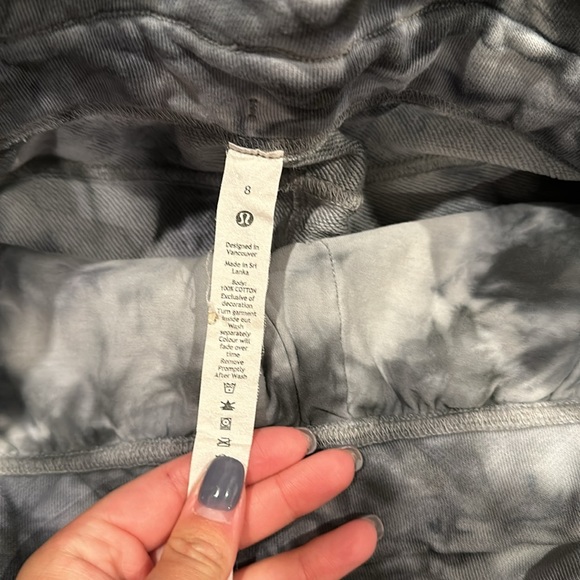 8
Designed in
Vancouver
Made in Sri
Lanka
Body:
100% COTTON
Exclusive of
decoration
Turn garment
inside out
Wash
separately
Colour will
fade over
time
Remove
Promptly
After Wash